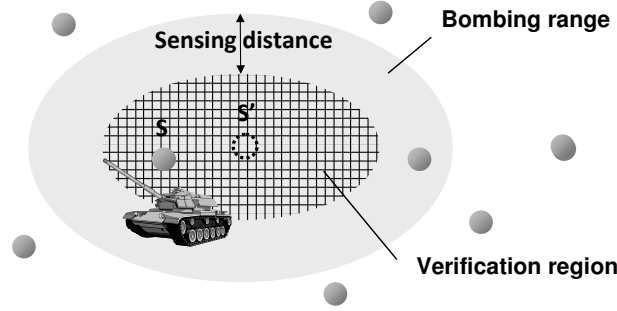 Bombing range
Sensing distance
S'
S
Verification region